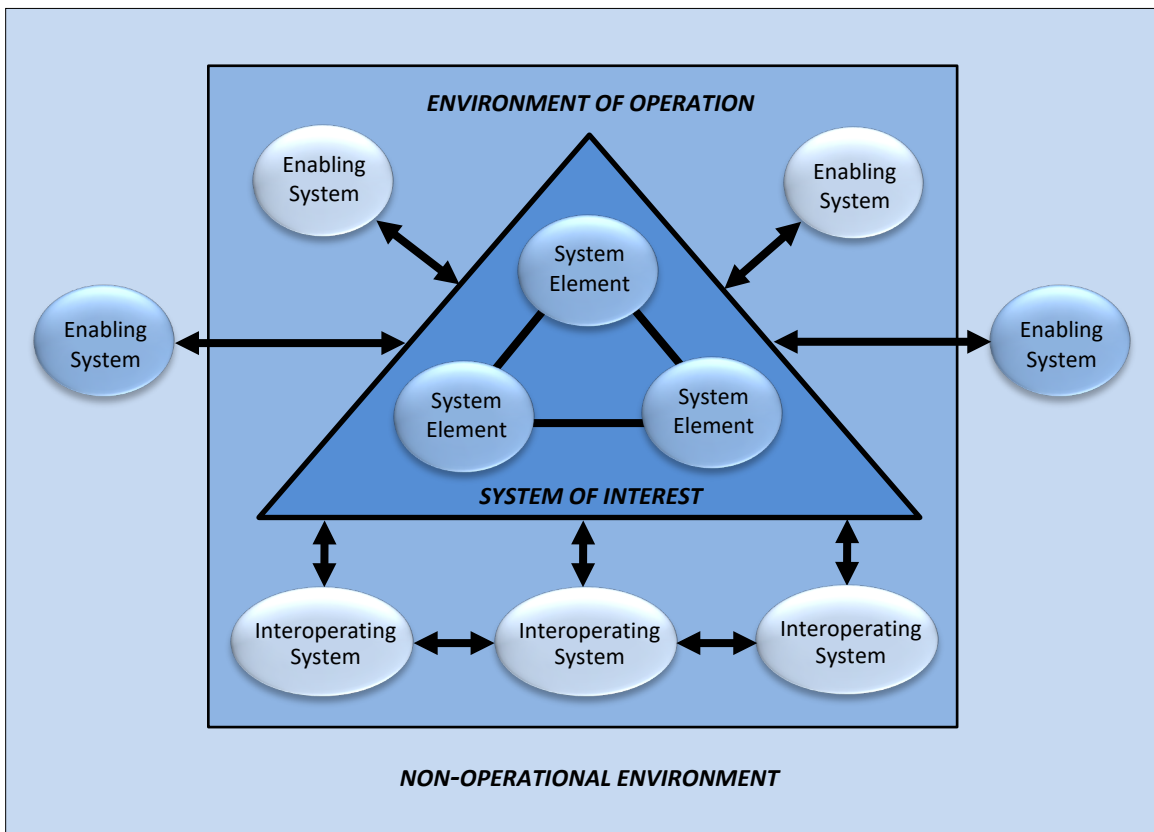 ENVIRONMENT OF OPERATION
Enabling
System
Enabling
System
System
Element
Enabling
System
Enabling
System
System
Element
System
Element
SYSTEM OF INTEREST
Interoperating
System
Interoperating
System
Interoperating
System
NON-OPERATIONAL ENVIRONMENT